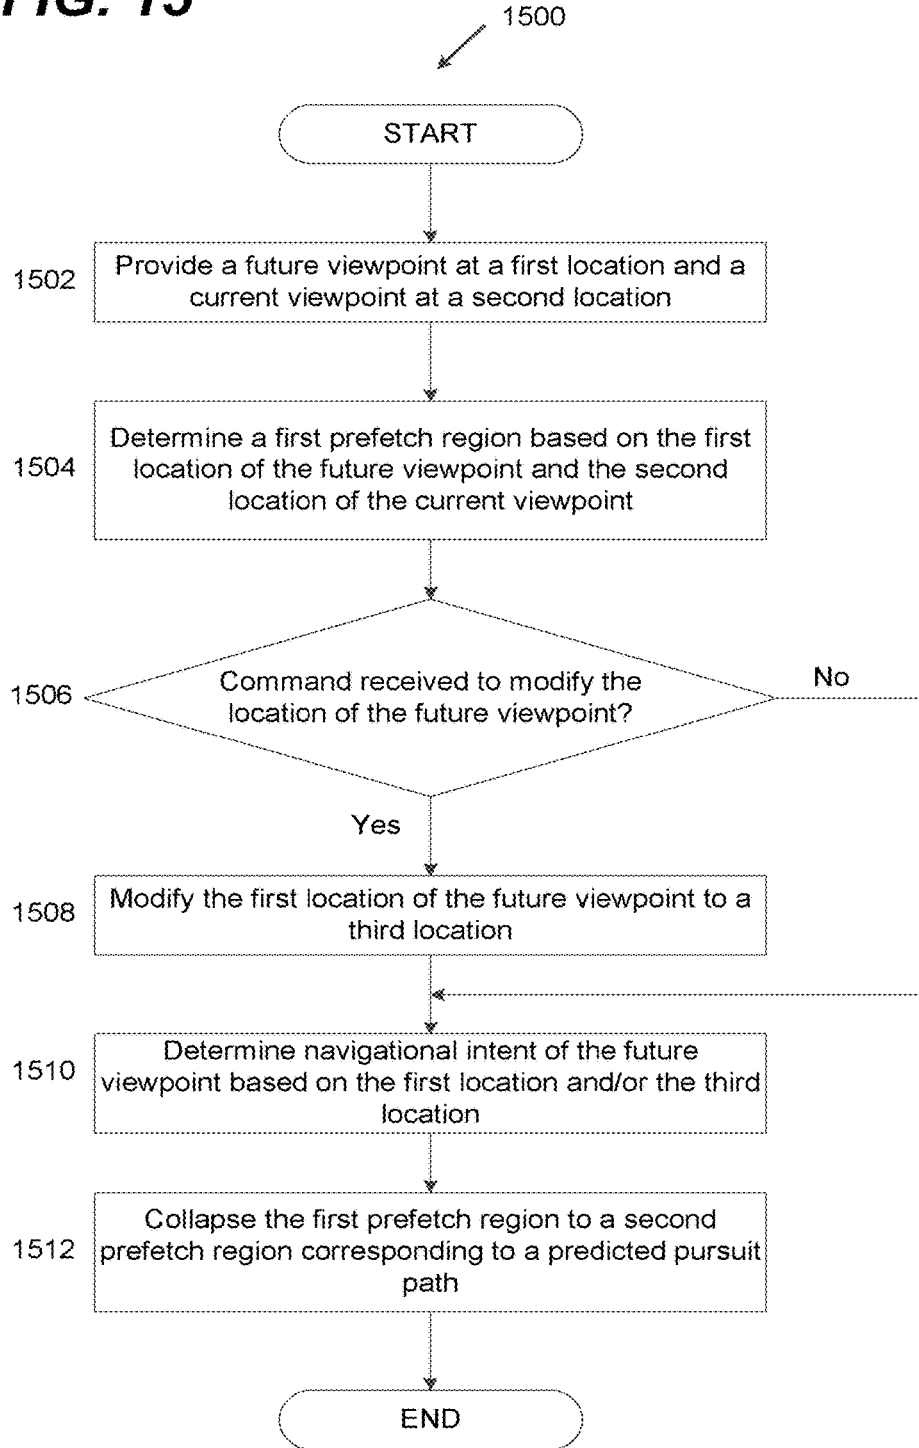 FIG. 15
1500
START
1502
Provide a future viewpoint at a first location and a
current viewpoint at a second location
1504
Determine a first prefetch region based on the first
location of the future viewpoint and the second
location of the current viewpoint
1506
Command received to modify the
location of the future viewpoint?
No
Yes
1508
Modify the first location of the future viewpoint to a
third location
1510
Determine navigational intent of the future
viewpoint based on the first location and/or the third
location
1512
Collapse the first prefetch region to a second
prefetch region corresponding to a predicted pursuit
path
END